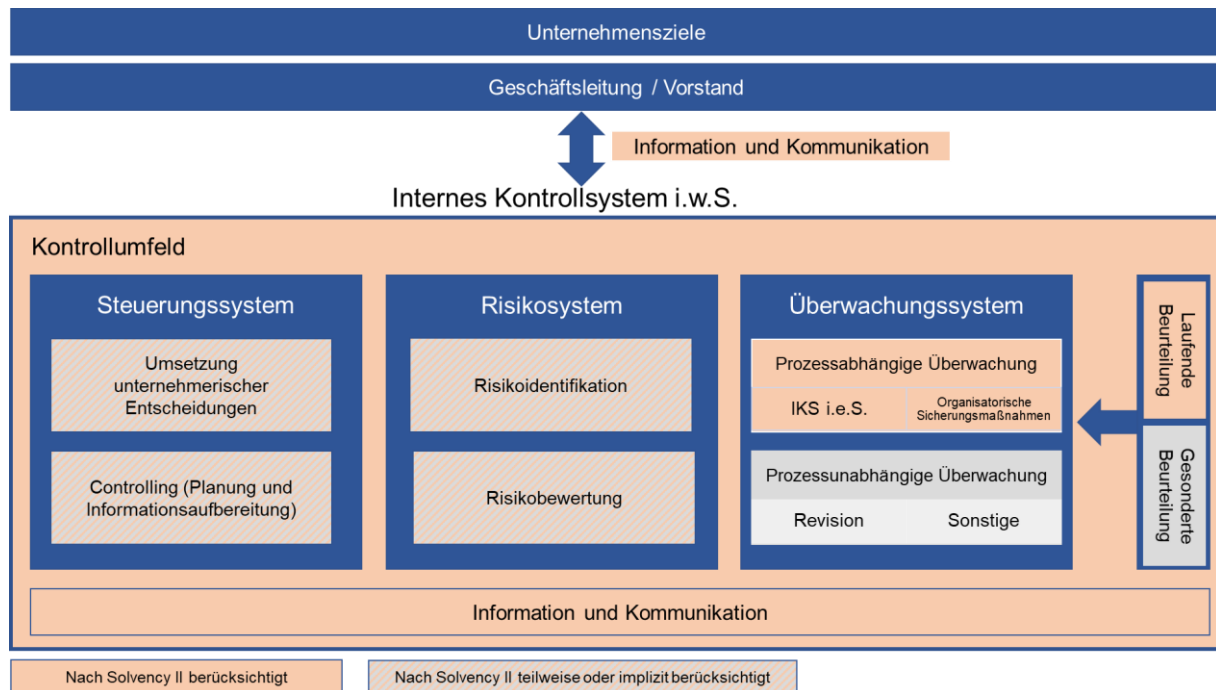 Unternehmensziele
Geschäftsleitung / Vorstand
Information und Kommunikation
Internes Kontrollsystem i.w.S.
Kontrollumfeld
Steuerungssystem
Umsetzung
unternehmerischer
Entscheidungen
Controlling (Planung und
Informationsaufbereitung)
Risikosystem
Risikoidentifikation
Risikobewertung
Überwachungssystem
Prozessabhängige Überwachung
IKS i.e.S.
Organisatorische
Sicherungsmaßnahmen
Prozessunabhängige Überwachung
Revision
Sonstige
Laufende
Beurteilung
Gesonderte
Beurteilung
Information und Kommunikation
Nach Solvency II berücksichtigt
Nach Solvency II teilweise oder implizit berücksichtigt